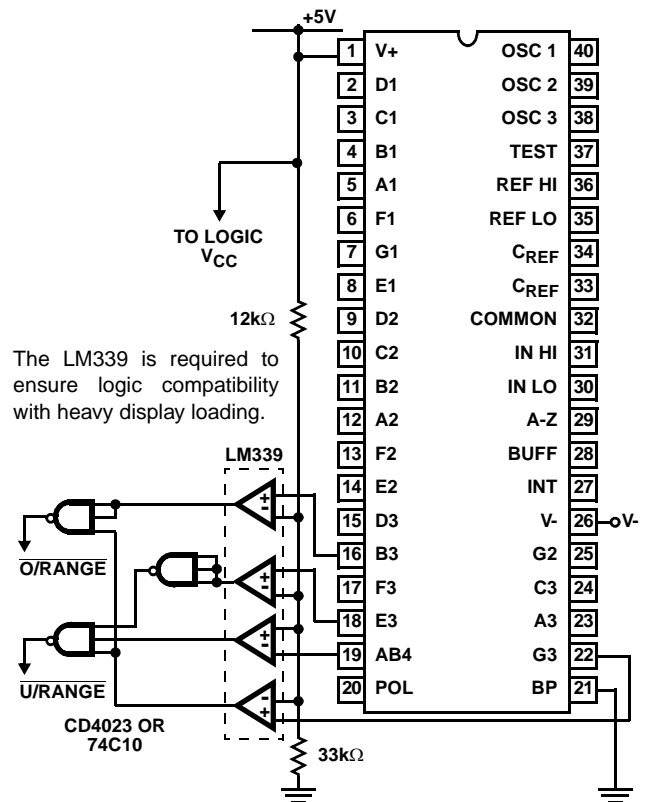 +5V
1 V+ OSC 1 40
2 D1 OSC 2 39
3 C1 OSC 3 38
4 B1 TEST 37
5 A1 REF HI 36
6 F1 REF LO 35
7 G1 CREF 34
8 E1 CREF 33
9 D2 COMMON 32
10 C2 IN HI 31
11 B2 IN LO 30
12 A2 A-Z 29
13 F2 BUFF 28
14 E2 INT 27
15 D3 V- 26 V-
16 B3 G2 25
17 F3 C3 24
18 E3 A3 23
19 AB4 G3 22
20 POL BP 21
TO LOGIC
VCC
12kΩ
The LM339 is required to
ensure logic compatibility
with heavy display loading.
LM339
+
-
+
-
+
-
-
+
O/RANGE
U/RANGE
CD4023 OR
74C10
33kΩ